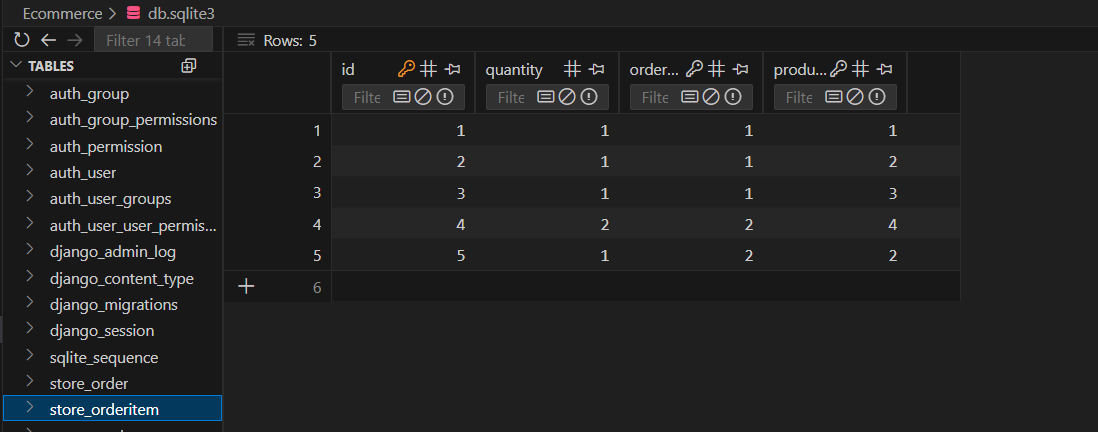 Ecommerce > db.sqlite3
Filter 14 tab
Rows: 5
TABLES
auth_group
auth_group_permissions
auth_permission
auth_user
auth_user_groups
auth_user_user_permis...
django_admin_log
django_content_type
django_migrations
django_session
sqlite_sequence
store_order
store_orderitem
id quantity order... produ...
Filte Filte Filte Filte
1 1 1 1 1
2 2 1 1 2
3 3 1 1 3
4 4 2 2 4
5 5 1 2 2
+ 6